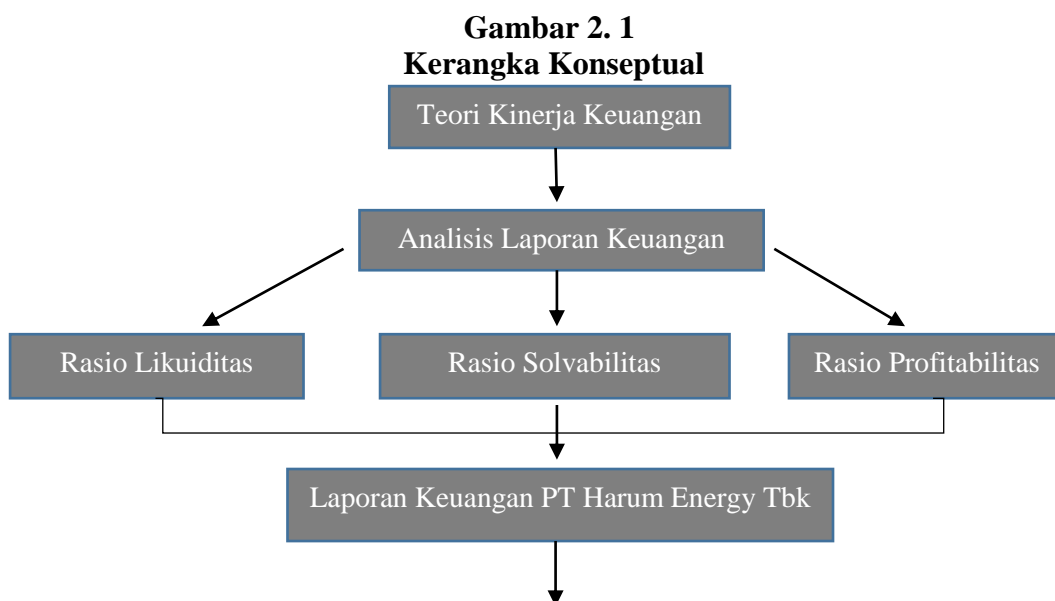 Gambar 2. 1
Kerangka Konseptual
Teori Kinerja Keuangan
Analisis Laporan Keuangan
Rasio Likuiditas
Rasio Solvabilitas
Rasio Profitabilitas
Laporan Keuangan PT Harum Energy Tbk